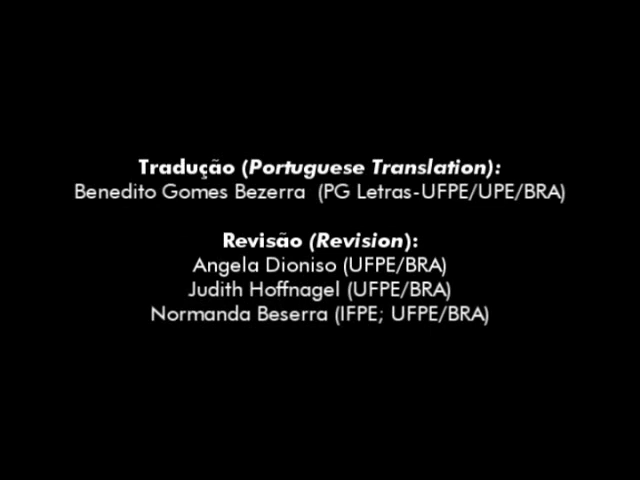 Tradução (Portuguese Translation):
Benedito Gomes Bezerra (PG Letras-UFPE/UPE/BRA)
Revisão (Revision):
Angela Dioniso (UFPE/BRA)
Judith Hoffnagel (UFPE/BRA)
Normanda Beserra (IFPE; UFPE/BRA)